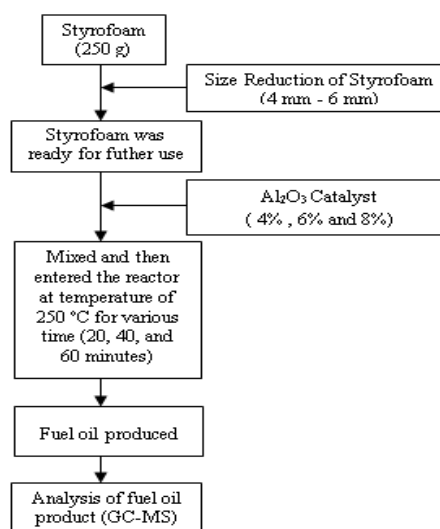 Styrofoam
(250 g)
Size Reduction of Styrofoam
(4 mm - 6 mm)
Styrofoam was
ready for futher use
Al₂O₃ Catalyst
( 4% , 6% and 8%)
Mixed and then
entered the reactor
at temperature of
250 °C for various
time (20, 40, and
60 minutes)
Fuel oil produced
Analysis of fuel oil
product (GC-MS)